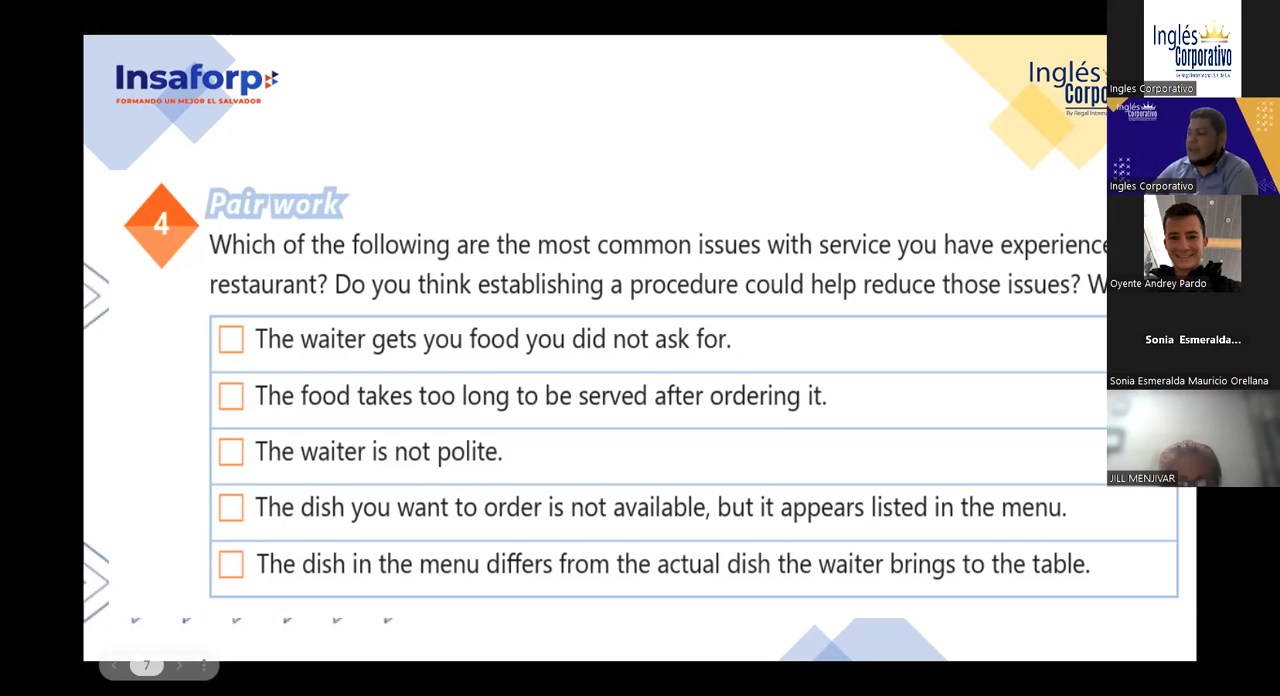 Insaforp
FORMANDO UN MEJOR EL SALVADOR
Inglés
Corpo
4
Pair work
Which of the following are the most common issues with service you have experience
restaurant? Do you think establishing a procedure could help reduce those issues? W
The waiter gets you food you did not ask for.
The food takes too long to be served after ordering it.
The waiter is not polite.
The dish you want to order is not available, but it appears listed in the menu.
The dish in the menu differs from the actual dish the waiter brings to the table.
7
Inglés
Corporativo
Ingles Corporativo
Inglés
Corporativo
Ingles Corporativo
Oyente Andrey Pardo
Sonia Esmeralda...
Sonia Esmeralda Mauricio Orellana
JILL MENJIVAR